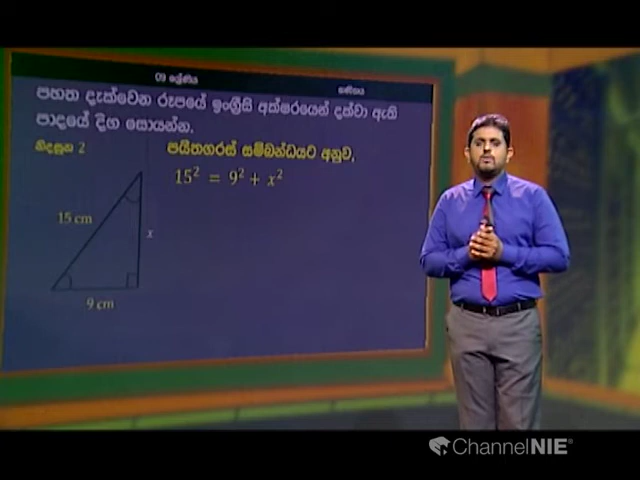 09 ශ්‍රේණිය
ගණිතය
පහත දැක්වෙන රූපයේ ඉංග්‍රීසි අක්ෂරයෙන් දක්වා ඇති
පාදයේ දිග සොයන්න.
නිදසුන 2
පයිතගරස් සම්බන්ධයට අනුව,
15² = 9² + x²
15 cm
x
9 cm
ChannelNIE